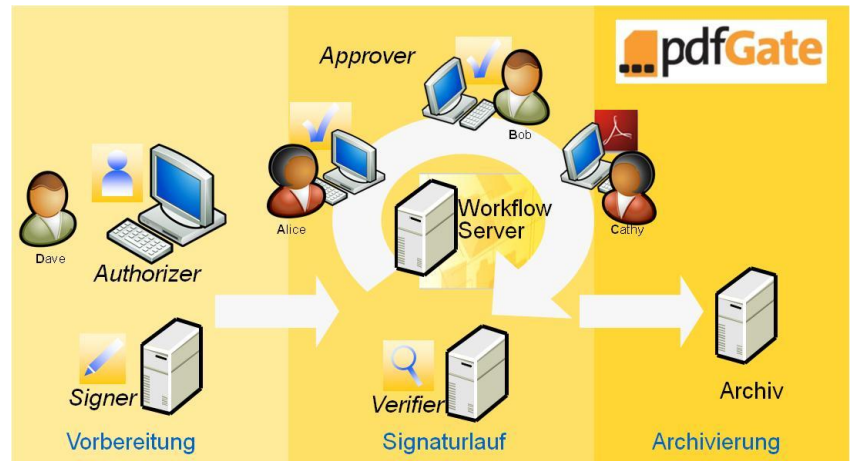 ...pdfGate
Approver
Bob
Alice
Cathy
Workflow
Server
Dave
Authorizer
Signer
Verifier
Archiv
Vorbereitung
Signaturlauf
Archivierung